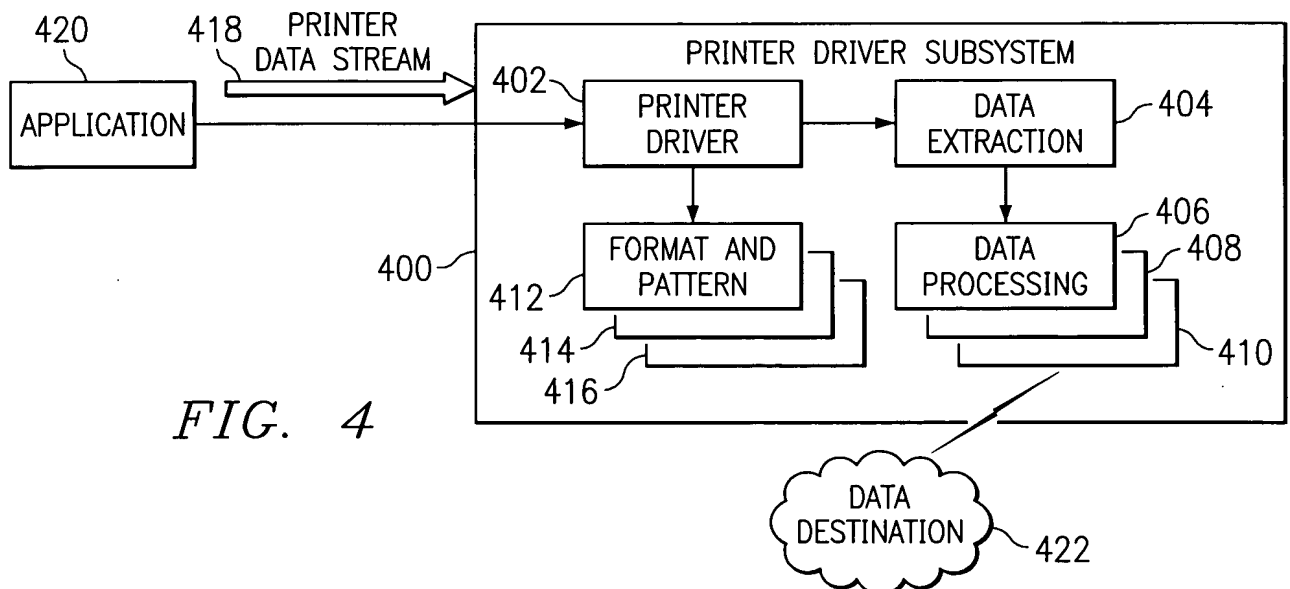 420
418
PRINTER
DATA STREAM
PRINTER DRIVER SUBSYSTEM
APPLICATION
402
PRINTER
DRIVER
DATA
EXTRACTION
404
400
412
FORMAT AND
PATTERN
414
416
DATA
PROCESSING
406
408
410
FIG. 4
DATA
DESTINATION
422